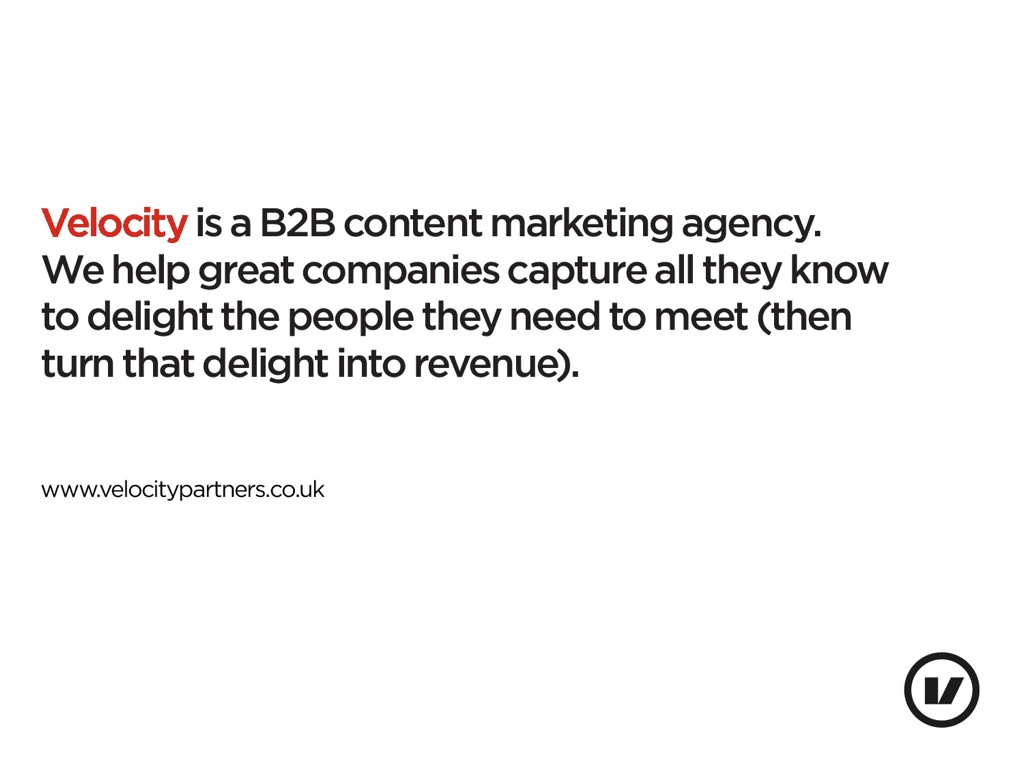 Velocity is a B2B content marketing agency.
We help great companies capture all they know
to delight the people they need to meet (then
turn that delight into revenue).
www.velocitypartners.co.uk